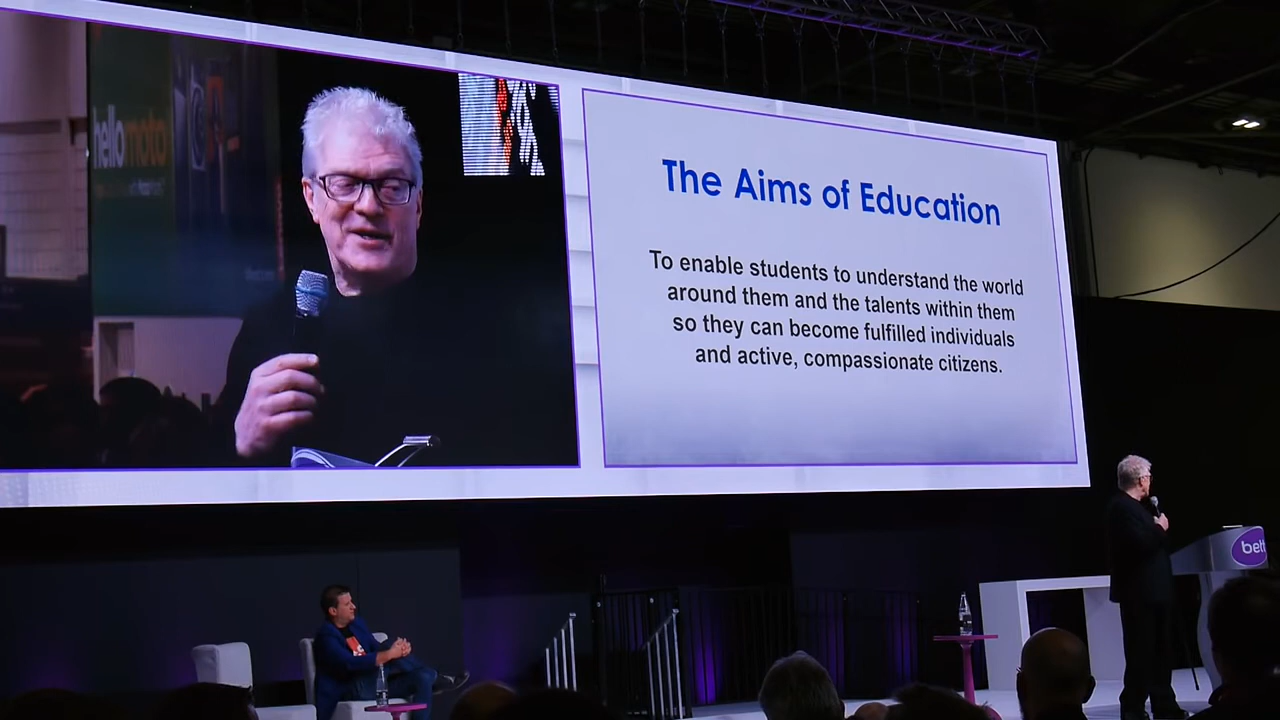 hellomoto
The Aims of Education
To enable students to understand the world
around them and the talents within them
so they can become fulfilled individuals
and active, compassionate citizens.
bett